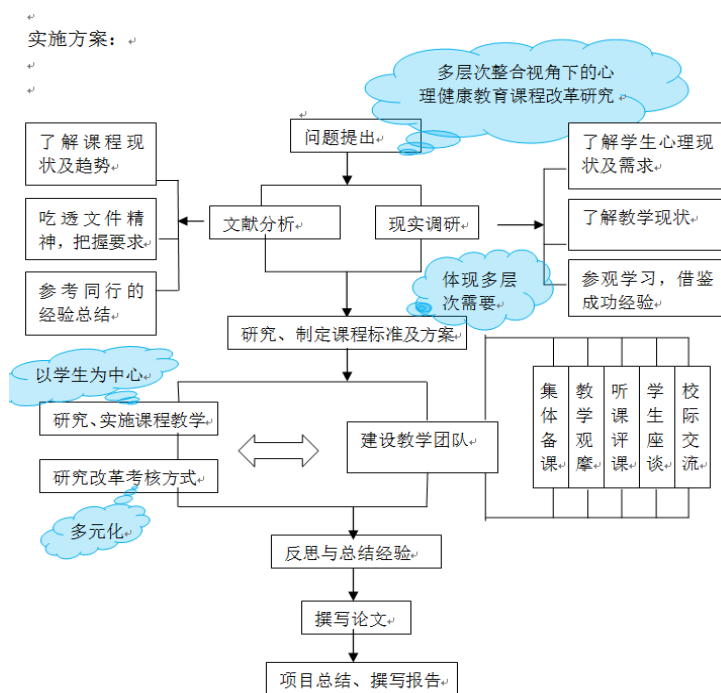 实施方案：
多层次整合视角下的心
理健康教育课程改革研究
问题提出
了解课程现
状及趋势
吃透文件精
神，把握要求
参考同行的
经验总结
文献分析
现实调研
了解学生心理现
状及需求
了解教学现状
参观学习，借鉴
成功经验
体现多层
次需要
研究、制定课程标准及方案
以学生为中心
研究、实施课程教学
研究改革考核方式
多元化
建设教学团队
集体备课
教学观摩
听课评课
学生座谈
校际交流
反思与总结经验
撰写论文
项目总结、撰写报告